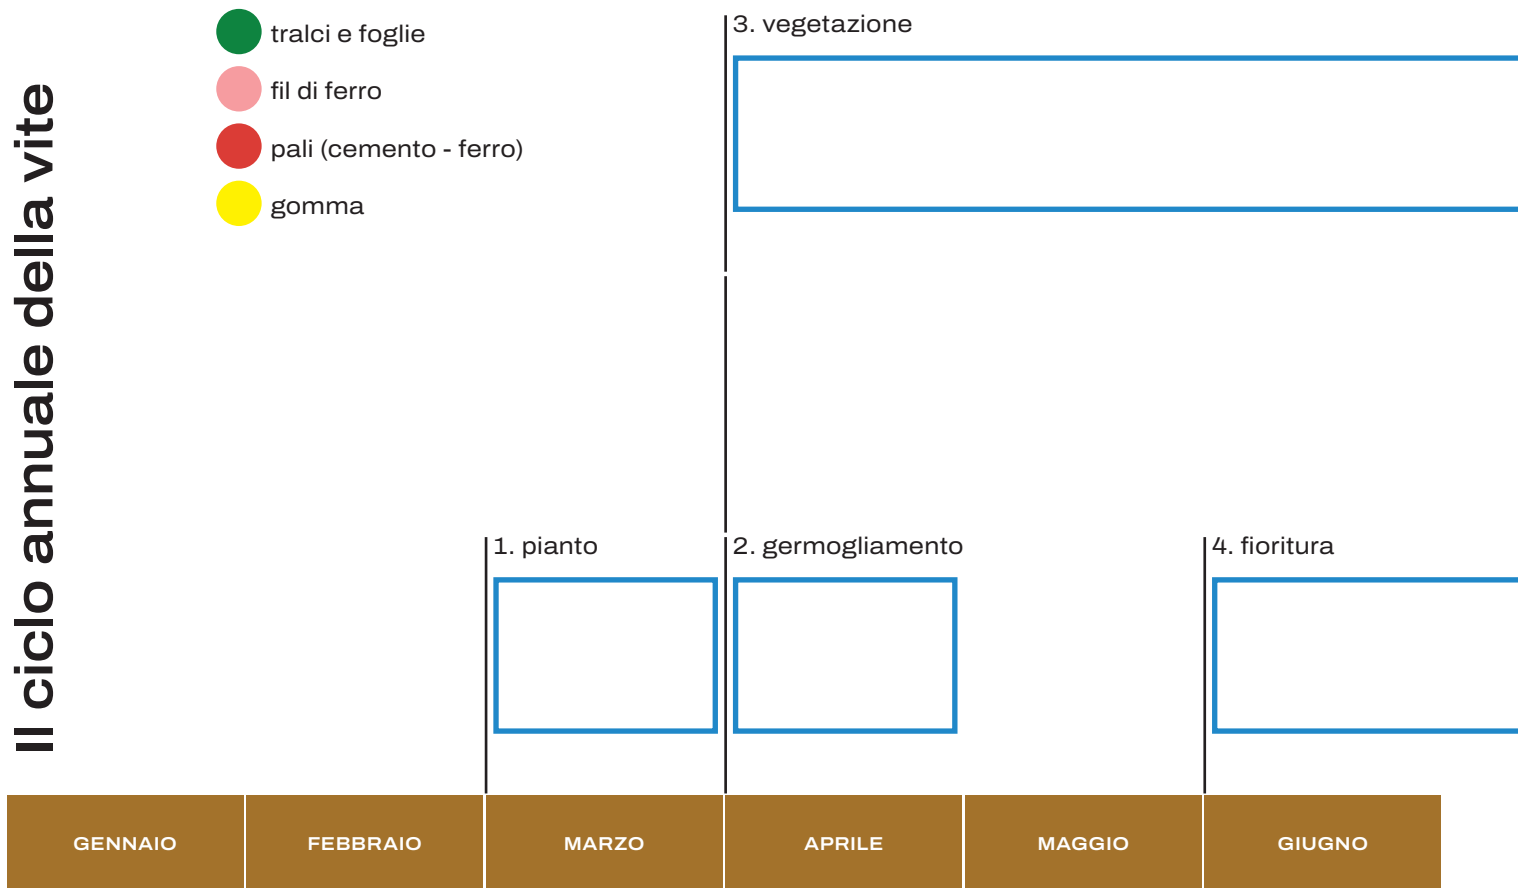 Il ciclo annuale della vite
tralci e foglie
fil di ferro
pali (cemento - ferro)
gomma
3. vegetazione
1. pianto
2. germogliamento
4. fioritura
GENNAIO
FEBBRAIO
MARZO
APRILE
MAGGIO
GIUGNO